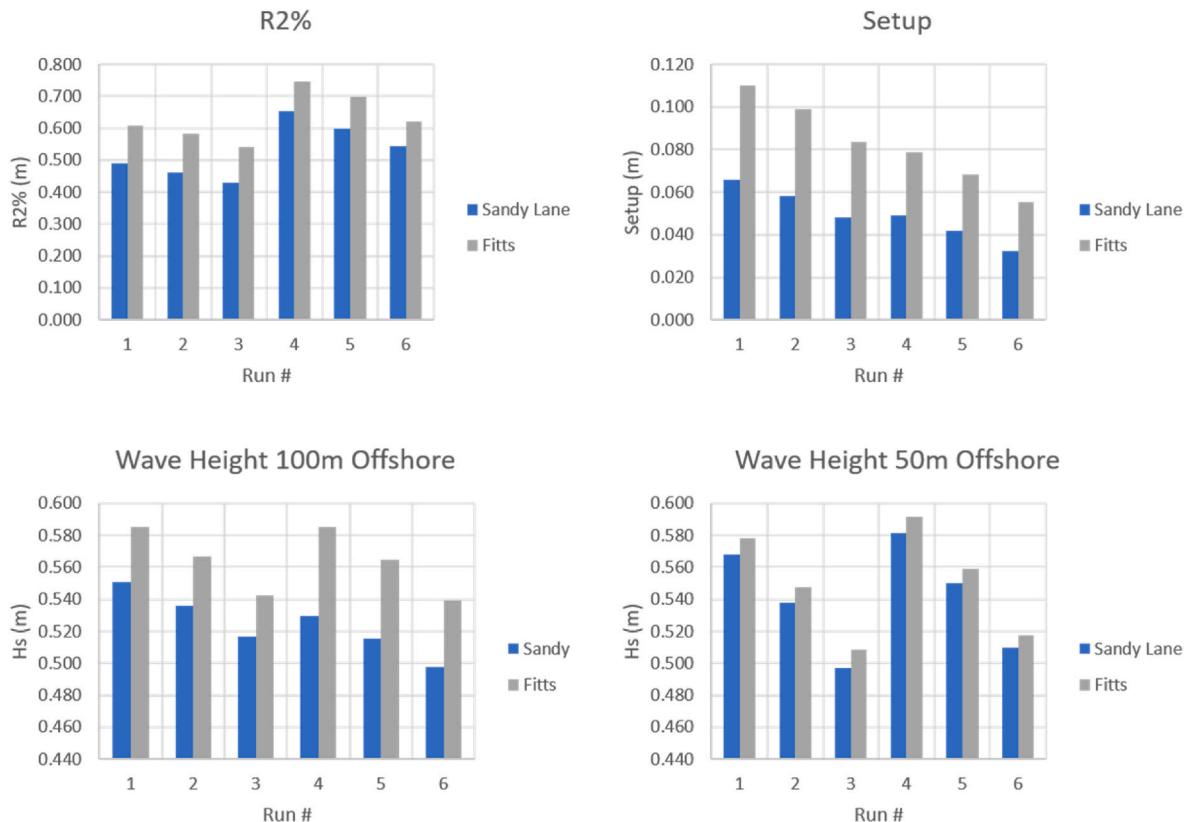 R2%
0.800
0.700
0.600
0.500
0.400
0.300
0.200
0.100
0.000
R2% (m)
1 2 3 4 5 6
Run #
Sandy Lane
Fitts
Setup
0.120
0.100
0.080
0.060
0.040
0.020
0.000
Setup (m)
1 2 3 4 5 6
Run #
Sandy Lane
Fitts
Wave Height 100m Offshore
0.600
0.580
0.560
0.540
0.520
0.500
0.480
0.460
0.440
Hs (m)
1 2 3 4 5 6
Run #
Sandy
Fitts
Wave Height 50m Offshore
0.600
0.580
0.560
0.540
0.520
0.500
0.480
0.460
0.440
Hs (m)
1 2 3 4 5 6
Run #
Sandy Lane
Fitts